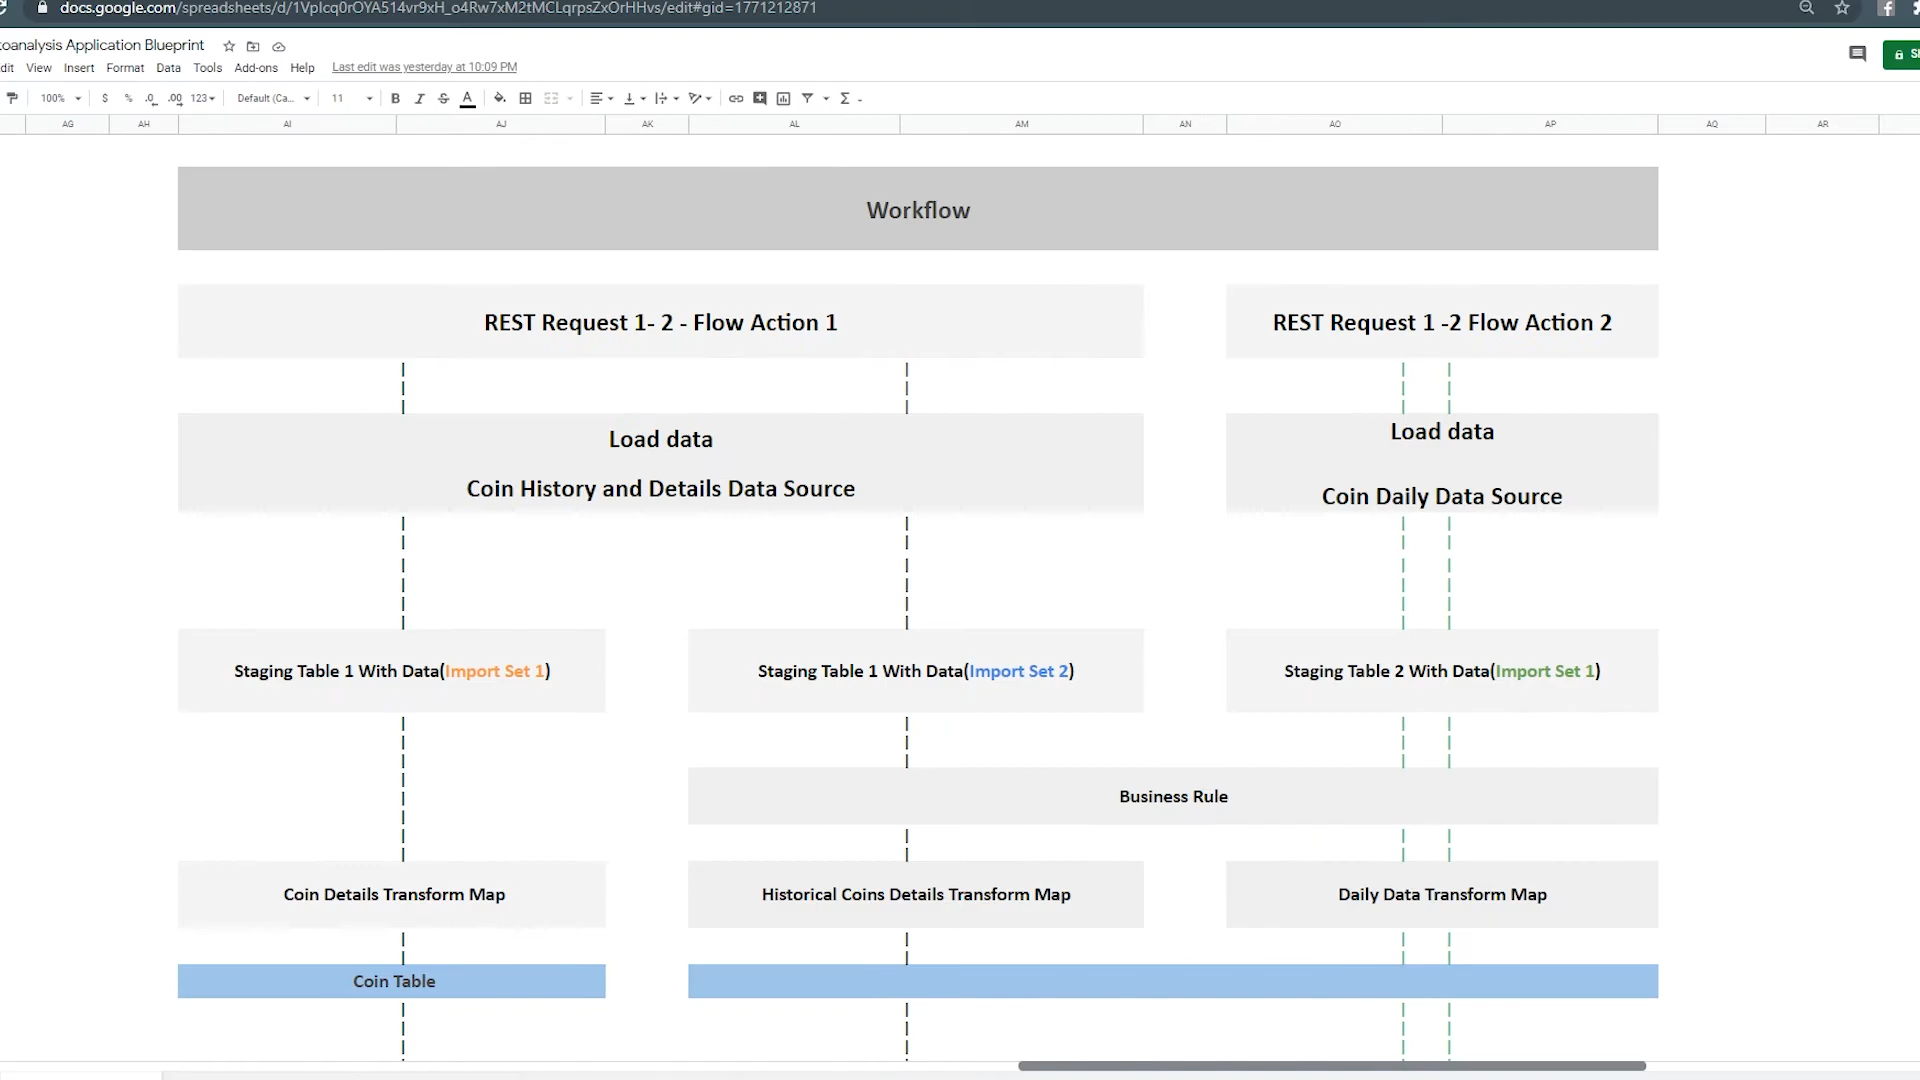 docs.google.com/spreadsheets/d/1VpIcq0rOYA514vr9xH_o4Rw7xM2tMCLqrpsZxOrHHvs/edit#gid=1771212871
toanalysis Application Blueprint
dit View Insert Format Data Tools Add-ons Help Last edit was yesterday at 10:09 PM
100% $ % .0 .00 123 Default (Ca... 11 B I S A Σ
AG AH AI AJ AK AL AM AN AO AP AQ AR
Workflow
REST Request 1- 2 - Flow Action 1
REST Request 1 -2 Flow Action 2
Load data
Coin History and Details Data Source
Load data
Coin Daily Data Source
Staging Table 1 With Data(Import Set 1)
Staging Table 1 With Data(Import Set 2)
Staging Table 2 With Data(Import Set 1)
Business Rule
Coin Details Transform Map
Historical Coins Details Transform Map
Daily Data Transform Map
Coin Table